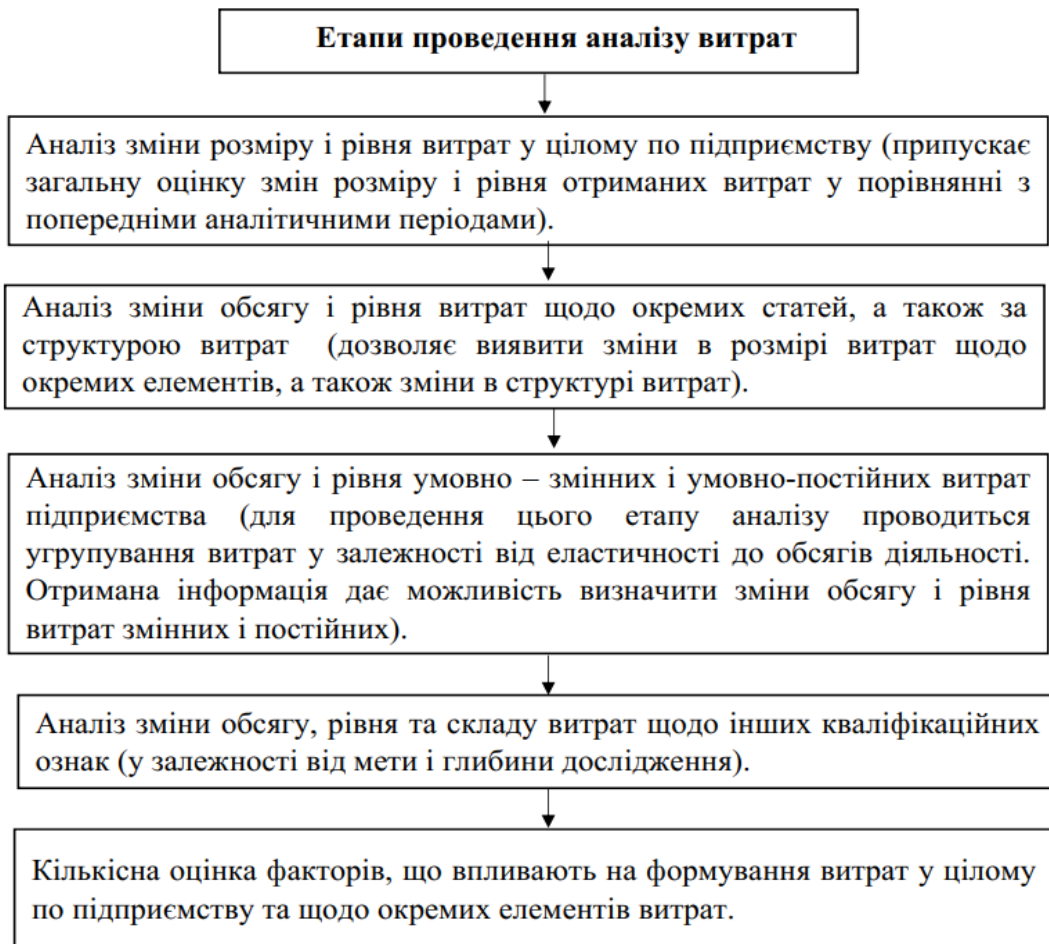 Етапи проведення аналізу витрат
Аналіз зміни розміру і рівня витрат у цілому по підприємству (припускає
загальну оцінку змін розміру і рівня отриманих витрат у порівнянні з
попередніми аналітичними періодами).
Аналіз зміни обсягу і рівня витрат щодо окремих статей, а також за
структурою витрат (дозволяє виявити зміни в розмірі витрат щодо
окремих елементів, а також зміни в структурі витрат).
Аналіз зміни обсягу і рівня умовно – змінних і умовно-постійних витрат
підприємства (для проведення цього етапу аналізу проводиться
угрупування витрат у залежності від еластичності до обсягів діяльності.
Отримана інформація дає можливість визначити зміни обсягу і рівня
витрат змінних і постійних).
Аналіз зміни обсягу, рівня та складу витрат щодо інших кваліфікаційних
ознак (у залежності від мети і глибини дослідження).
Кількісна оцінка факторів, що впливають на формування витрат у цілому
по підприємству та щодо окремих елементів витрат.